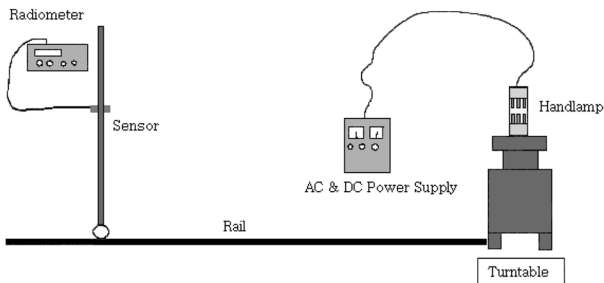 Radiometer
Sensor
Handlamp
AC & DC Power Supply
Rail
Turntable